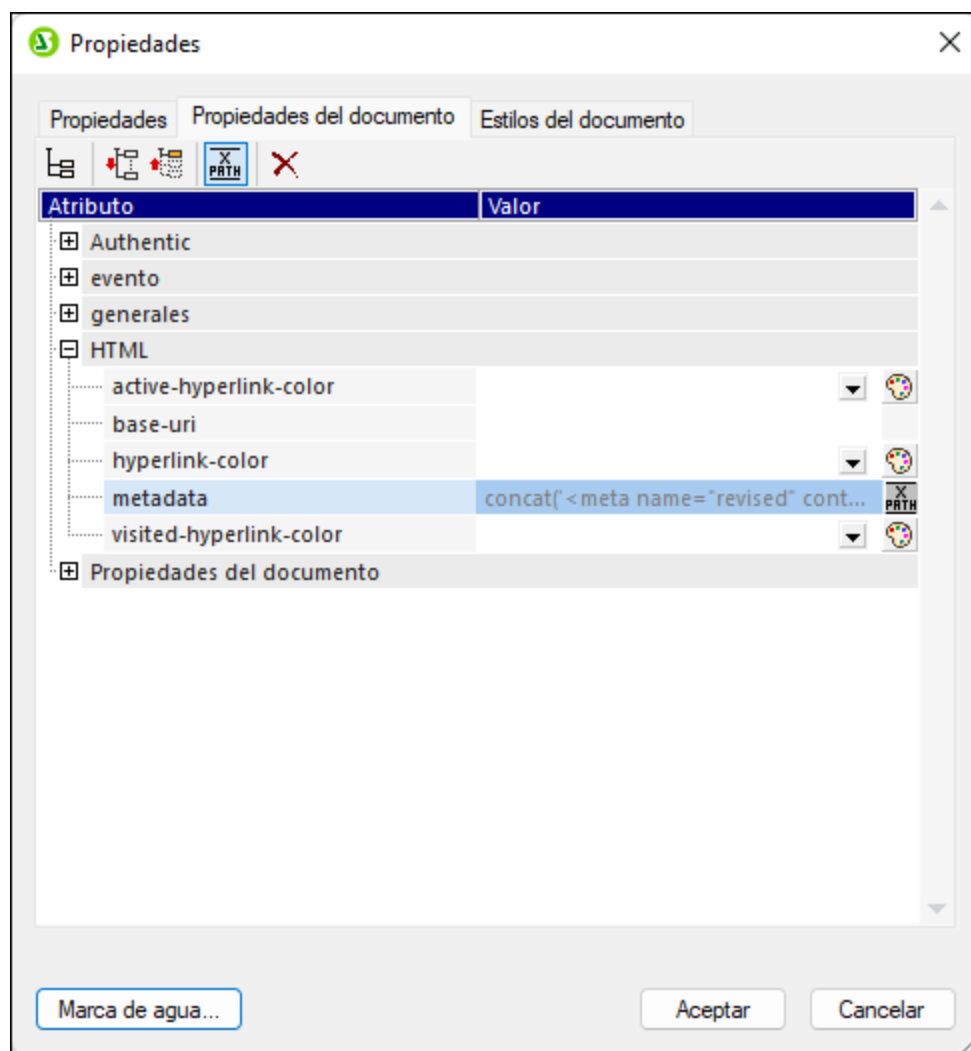 Propiedades
Propiedades Propiedades del documento Estilos del documento
X PATH
Atributo Valor
Authentic
evento
generales
HTML
active-hyperlink-color
base-uri
hyperlink-color
metadata concat('<meta name="revised" cont... X PATH
visited-hyperlink-color
Propiedades del documento
Marca de agua... Aceptar Cancelar